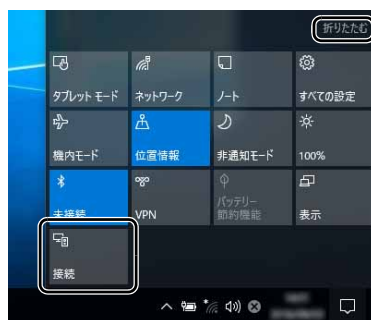 折りたたむ
タブレット モード
ネットワーク
ノート
すべての設定
機内モード
位置情報
非通知モード
100%
未接続
VPN
バッテリー
節約機能
表示
接続